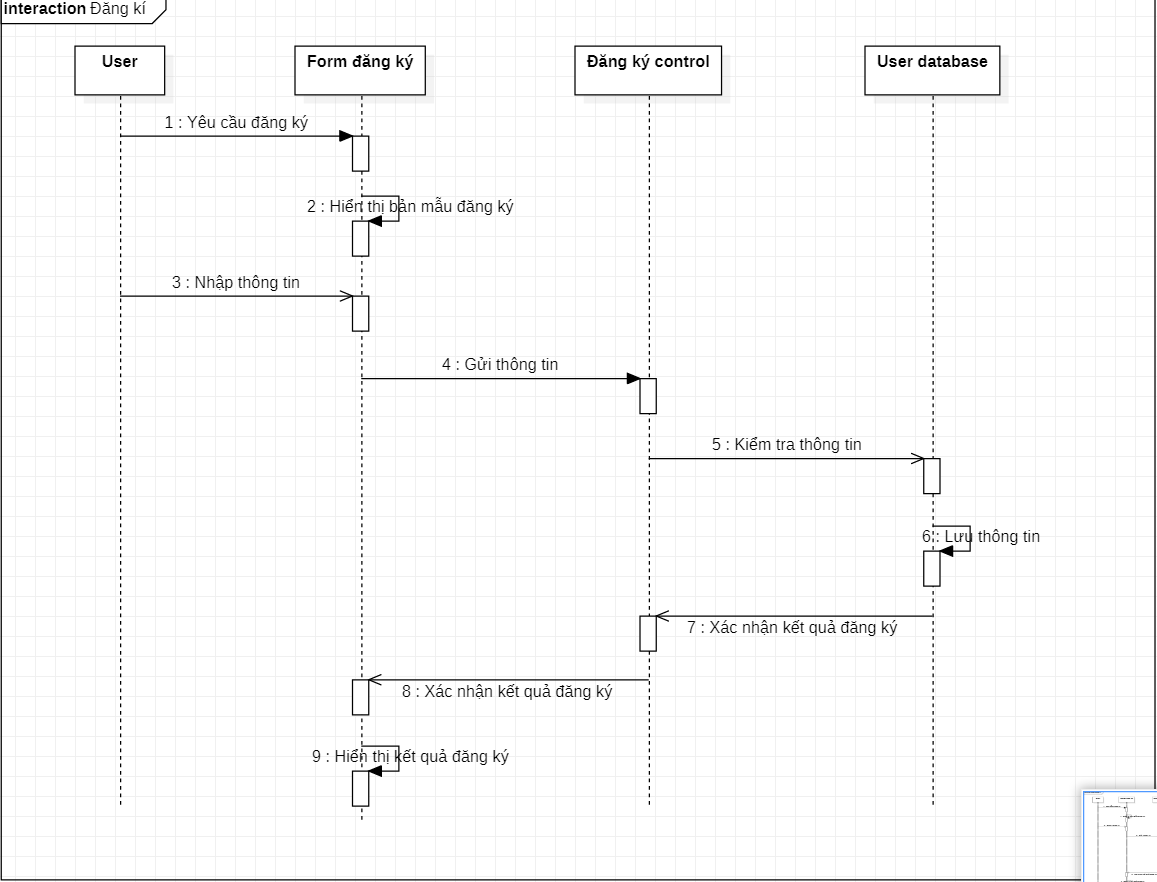 interaction Đăng kí
User
Form đăng ký
Đăng ký control
User database
1 : Yêu cầu đăng ký
2 : Hiển thị bản mẫu đăng ký
3 : Nhập thông tin
4 : Gửi thông tin
5 : Kiểm tra thông tin
6 : Lưu thông tin
7 : Xác nhận kết quả đăng ký
8 : Xác nhận kết quả đăng ký
9 : Hiển thị kết quả đăng ký